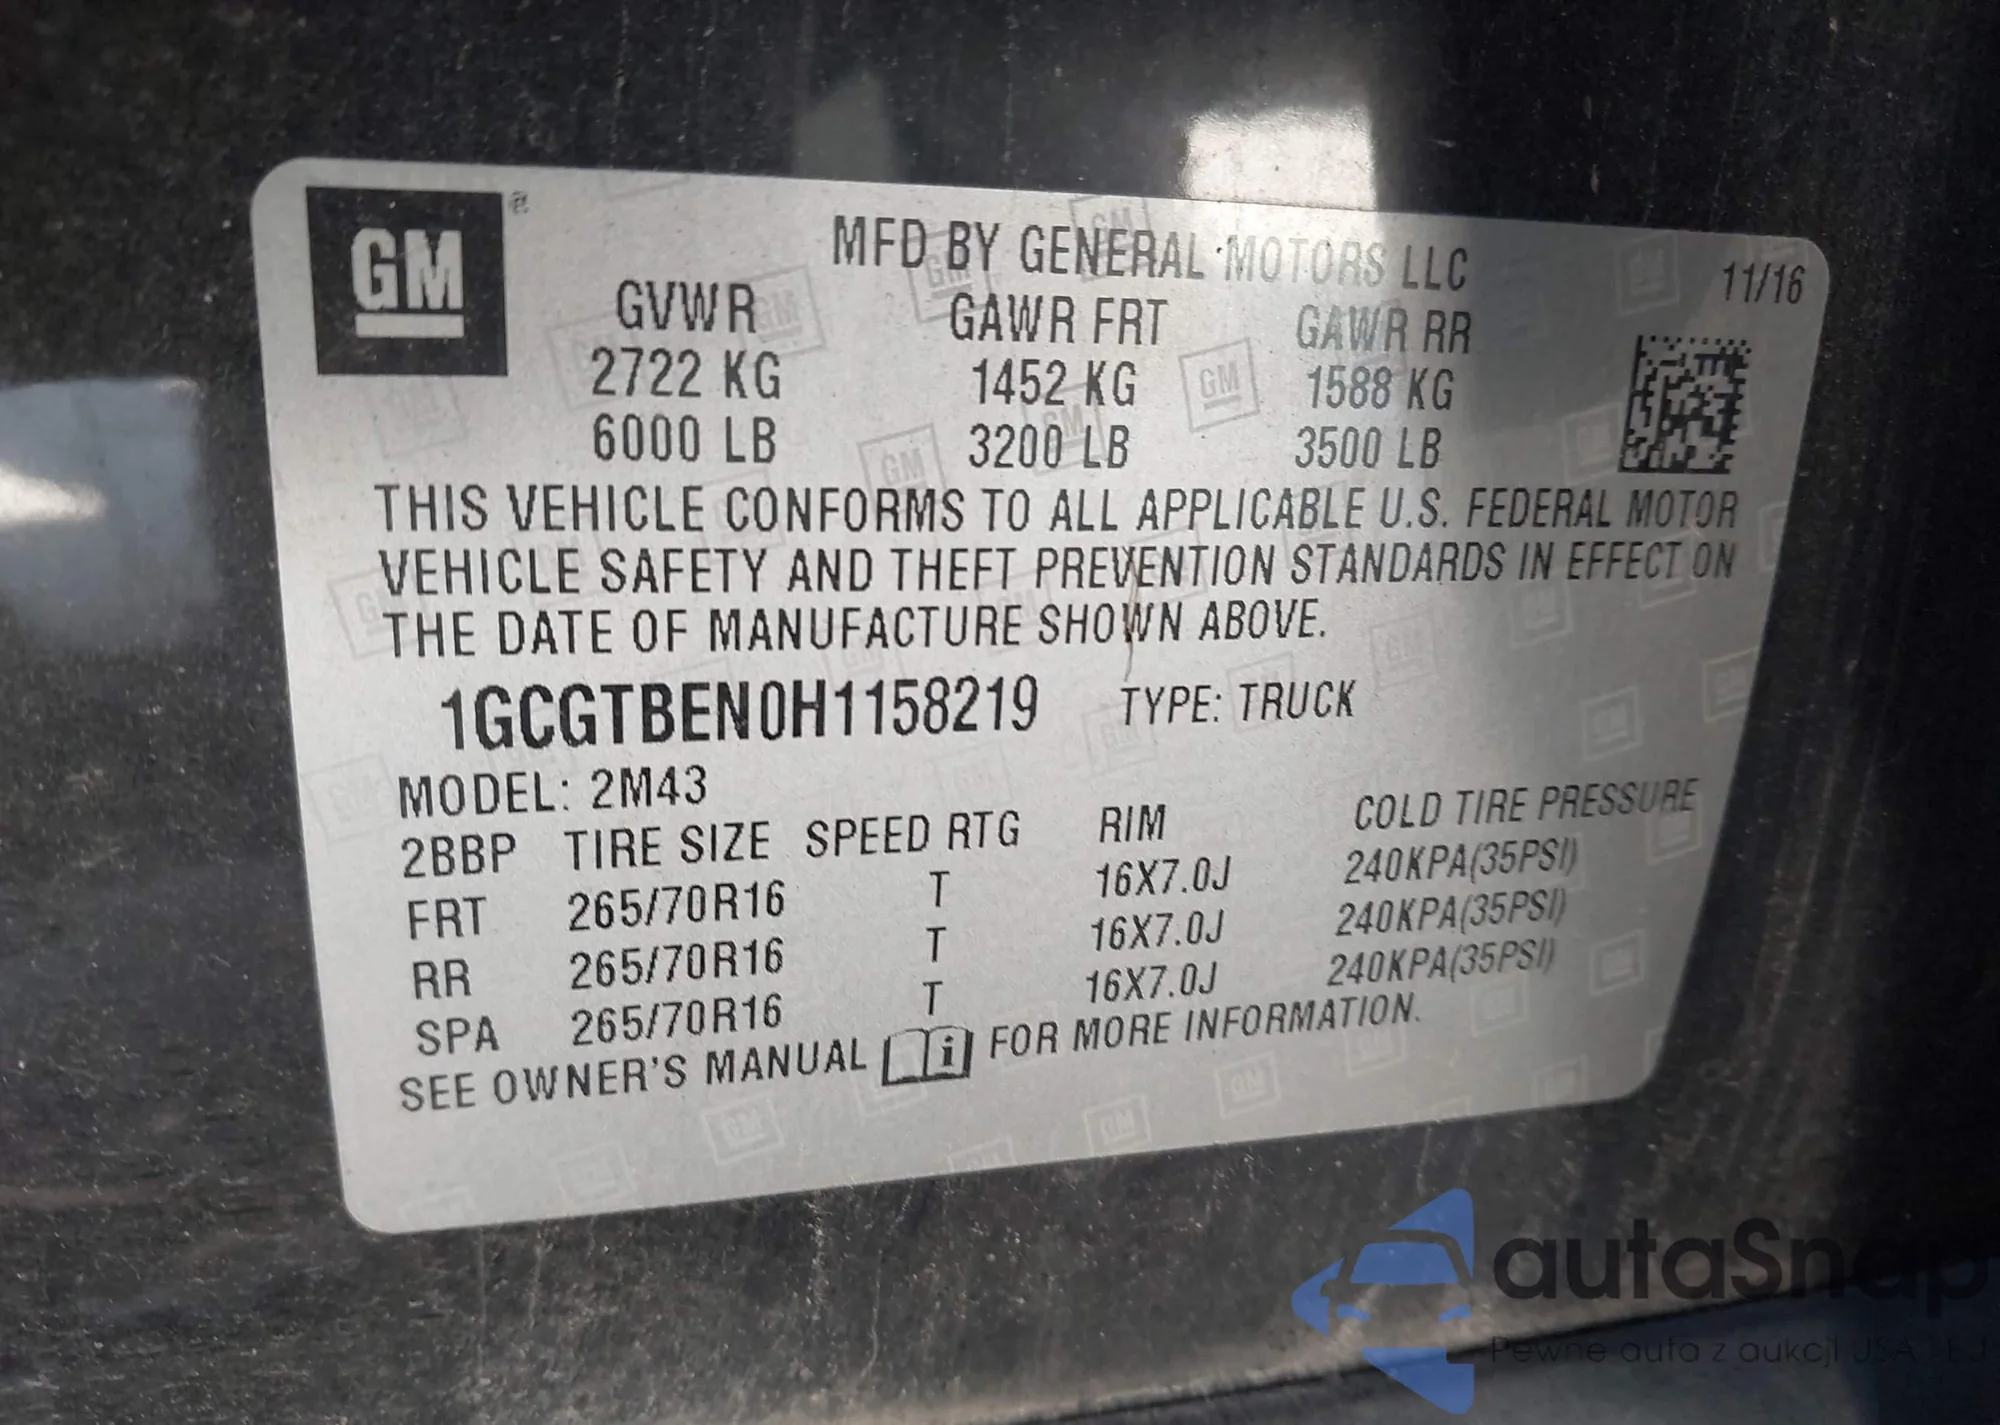 GM
MFD BY GENERAL MOTORS LLC
11/16
GVWR GAWR FRT GAWR RR
2722 KG 1452 KG 1588 KG
6000 LB 3200 LB 3500 LB
THIS VEHICLE CONFORMS TO ALL APPLICABLE U.S. FEDERAL MOTOR
VEHICLE SAFETY AND THEFT PREVENTION STANDARDS IN EFFECT ON
THE DATE OF MANUFACTURE SHOWN ABOVE.
1GCGTBEN0H1158219 TYPE: TRUCK
MODEL: 2M43
2BBP TIRE SIZE SPEED RTG RIM COLD TIRE PRESSURE
FRT 265/70R16 T 16X7.0J 240KPA(35PSI)
RR 265/70R16 T 16X7.0J 240KPA(35PSI)
SPA 265/70R16 T 16X7.0J 240KPA(35PSI)
SEE OWNER'S MANUAL i FOR MORE INFORMATION.
autaSnap
Pewne auta z aukcji USA